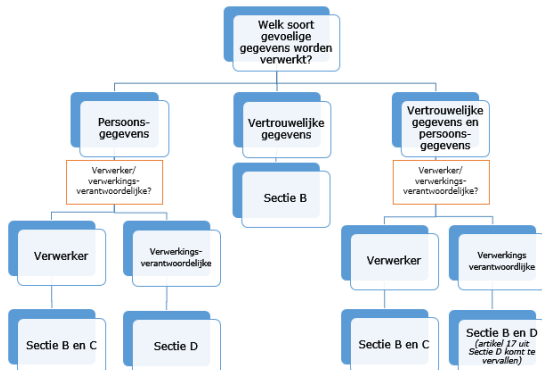 Welk soort
gevoelige
gegevens worden
verwerkt?
Persoons-
gegevens
Vertrouwelijke
gegevens
Vertrouwelijke
gegevens en
persoons-
gegevens
Verwerker/
verwerkings-
verantwoordelijke?
Sectie B
Verwerker/
verwerkings-
verantwoordelijke?
Verwerker
Verwerkings-
verantwoordelijke
Verwerker
Verwerkings
verantwoordlijke
Sectie B en C
Sectie D
Sectie B en C
Sectie B en D
(artikel 17 uit
Sectie D komt te
vervallen)